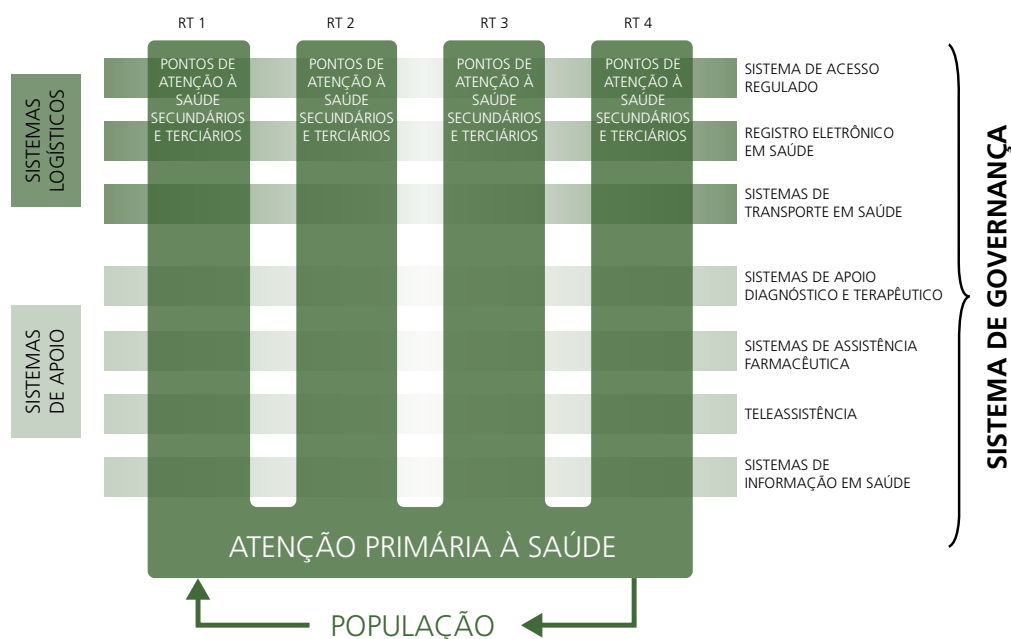 RT 1
RT 2
RT 3
RT 4
PONTOS DE
ATENÇÃO À
SAÚDE
SECUNDÁRIOS
E TERCIÁRIOS
PONTOS DE
ATENÇÃO À
SAÚDE
SECUNDÁRIOS
E TERCIÁRIOS
PONTOS DE
ATENÇÃO À
SAÚDE
SECUNDÁRIOS
E TERCIÁRIOS
PONTOS DE
ATENÇÃO À
SAÚDE
SECUNDÁRIOS
E TERCIÁRIOS
SISTEMAS
LOGÍSTICOS
SISTEMA DE ACESSO
REGULADO
REGISTRO ELETRÔNICO
EM SAÚDE
SISTEMAS DE
TRANSPORTE EM SAÚDE
SISTEMAS
DE APOIO
SISTEMAS DE APOIO
DIAGNÓSTICO E TERAPÊUTICO
SISTEMAS DE ASSISTÊNCIA
FARMACÊUTICA
TELEASSISTÊNCIA
SISTEMAS DE
INFORMAÇÃO EM SAÚDE
SISTEMA DE GOVERNANÇA
ATENÇÃO PRIMÁRIA À SAÚDE
POPULAÇÃO